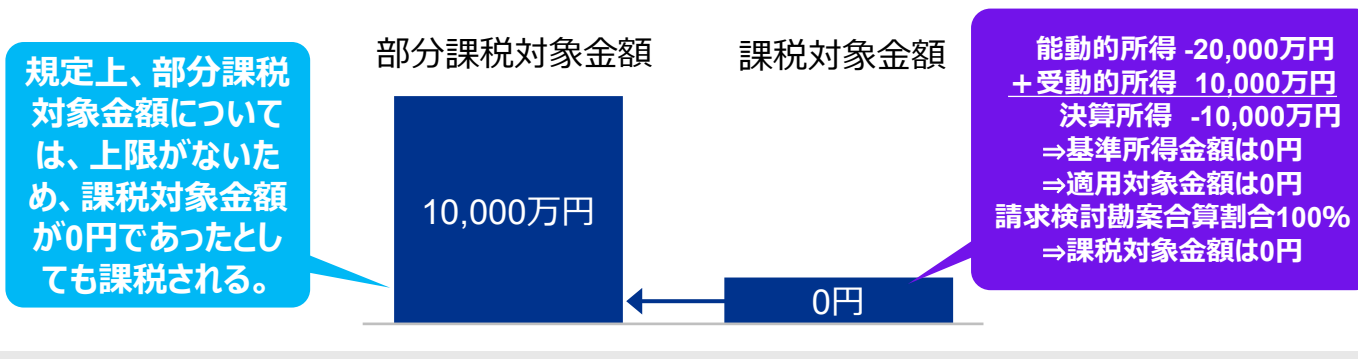 規定上、部分課税
対象金額について
は、上限がないた
め、課税対象金額
が0円であったとし
ても課税される。
部分課税対象金額
10,000万円
課税対象金額
0円
能動的所得 -20,000万円
＋受動的所得 10,000万円
決算所得 -10,000万円
⇒基準所得金額は0円
⇒適用対象金額は0円
請求検討勘案合算割合100%
⇒課税対象金額は0円